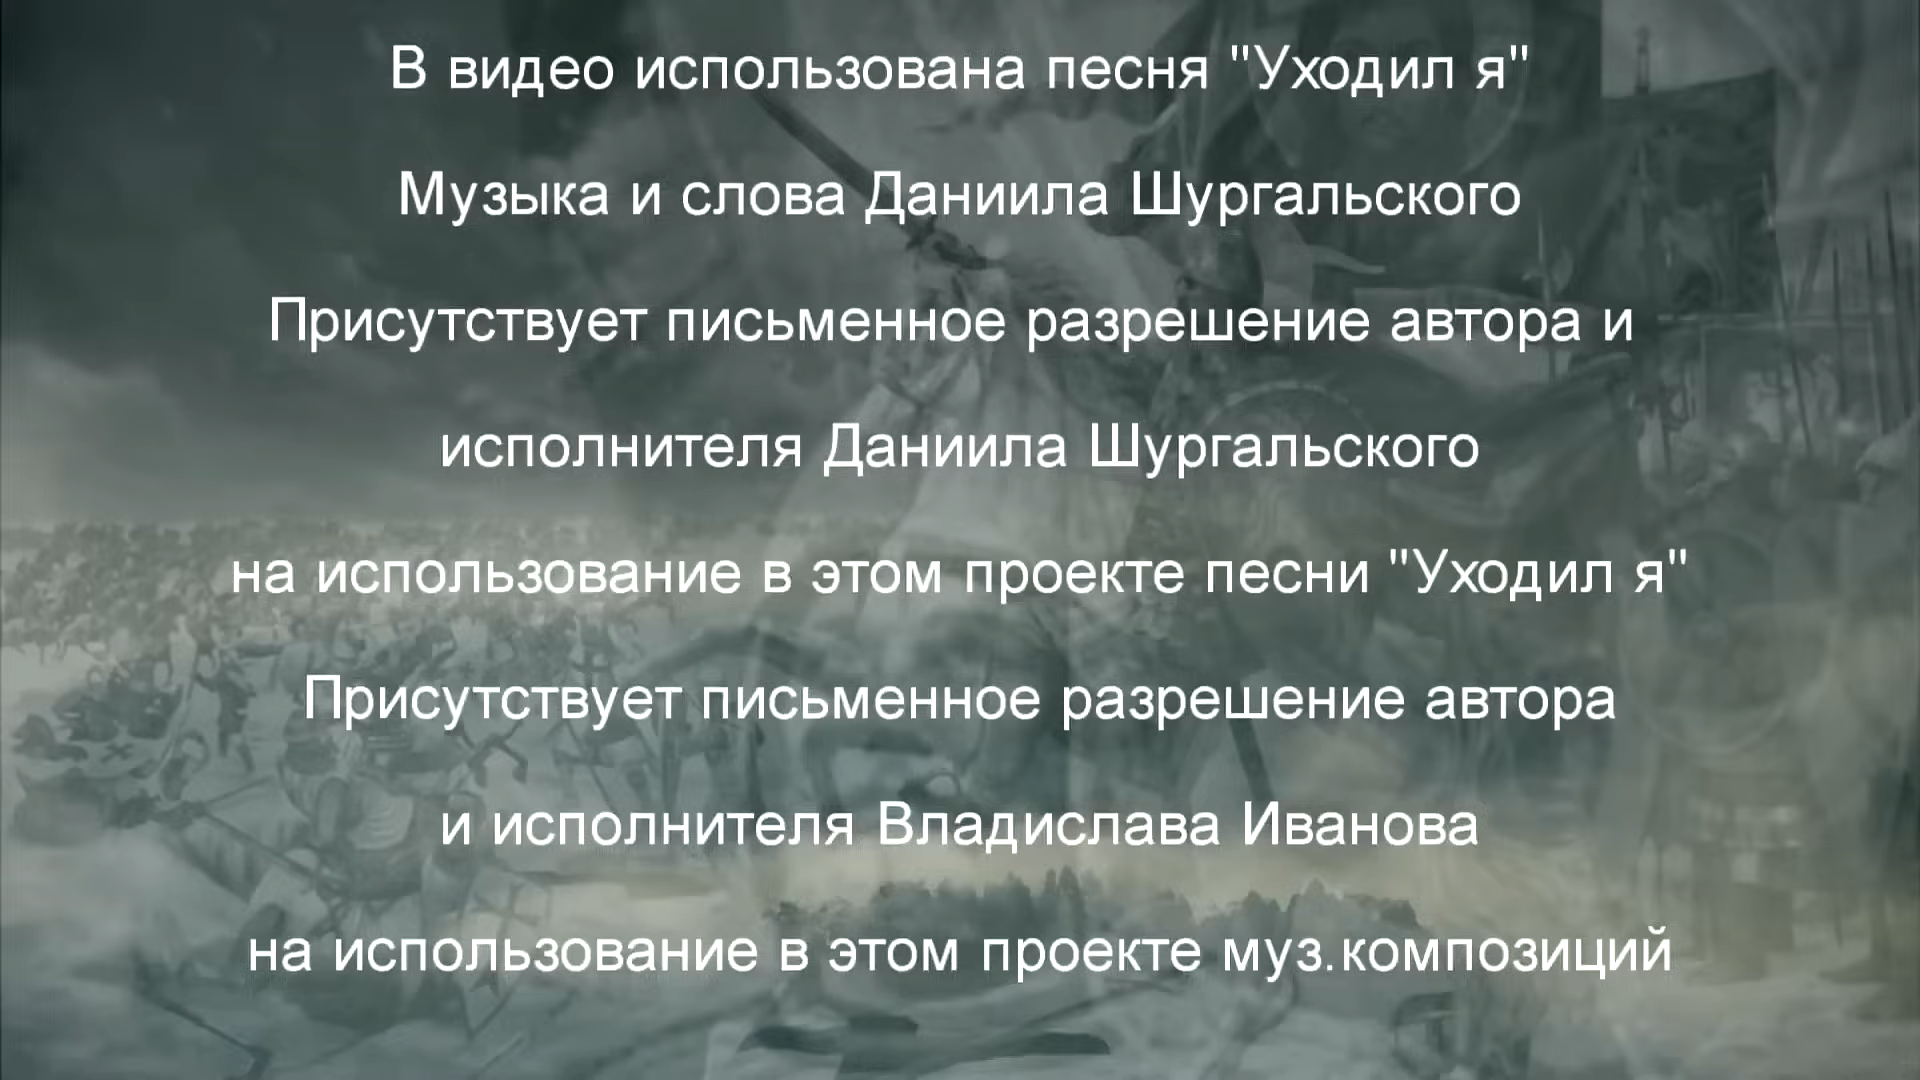 В видео использована песня "Уходил я"
Музыка и слова Даниила Шургальского
Присутствует письменное разрешение автора и
исполнителя Даниила Шургальского
на использование в этом проекте песни "Уходил я"
Присутствует письменное разрешение автора
и исполнителя Владислава Иванова
на использование в этом проекте муз.композиций